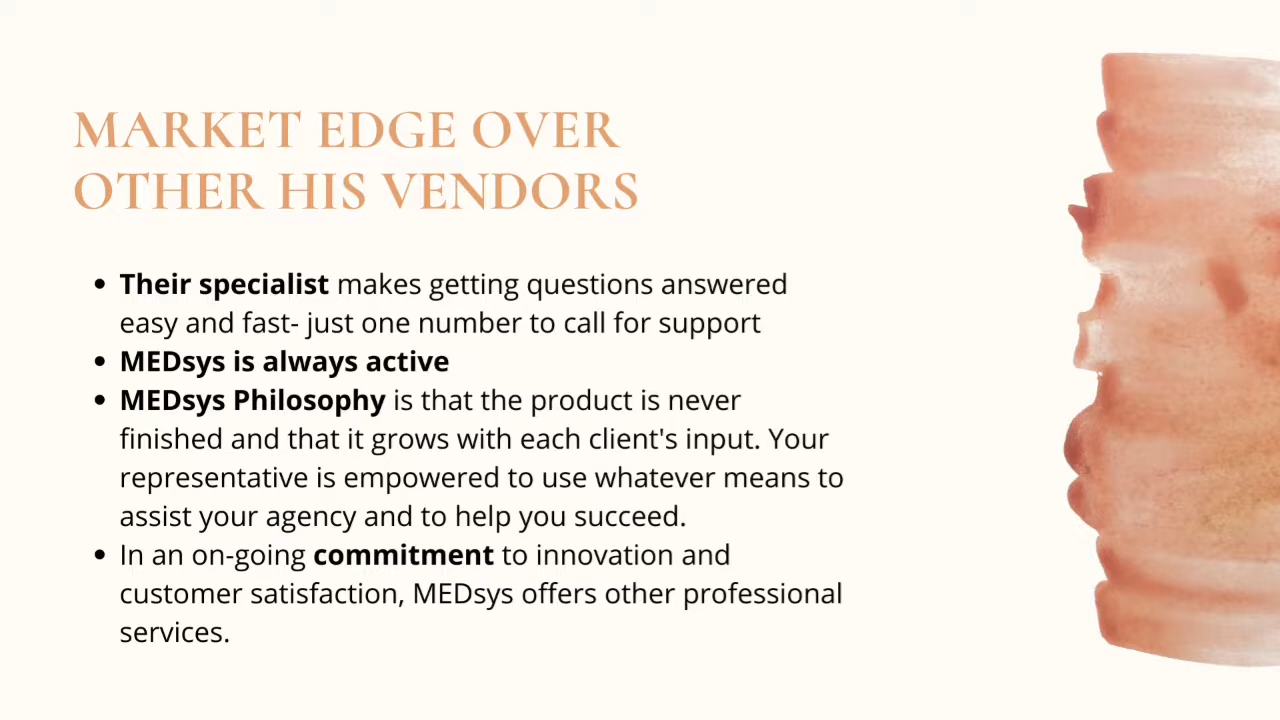 MARKET EDGE OVER
OTHER HIS VENDORS
• Their specialist makes getting questions answered
easy and fast- just one number to call for support
• MEDsys is always active
• MEDsys Philosophy is that the product is never
finished and that it grows with each client's input. Your
representative is empowered to use whatever means to
assist your agency and to help you succeed.
• In an on-going commitment to innovation and
customer satisfaction, MEDsys offers other professional
services.